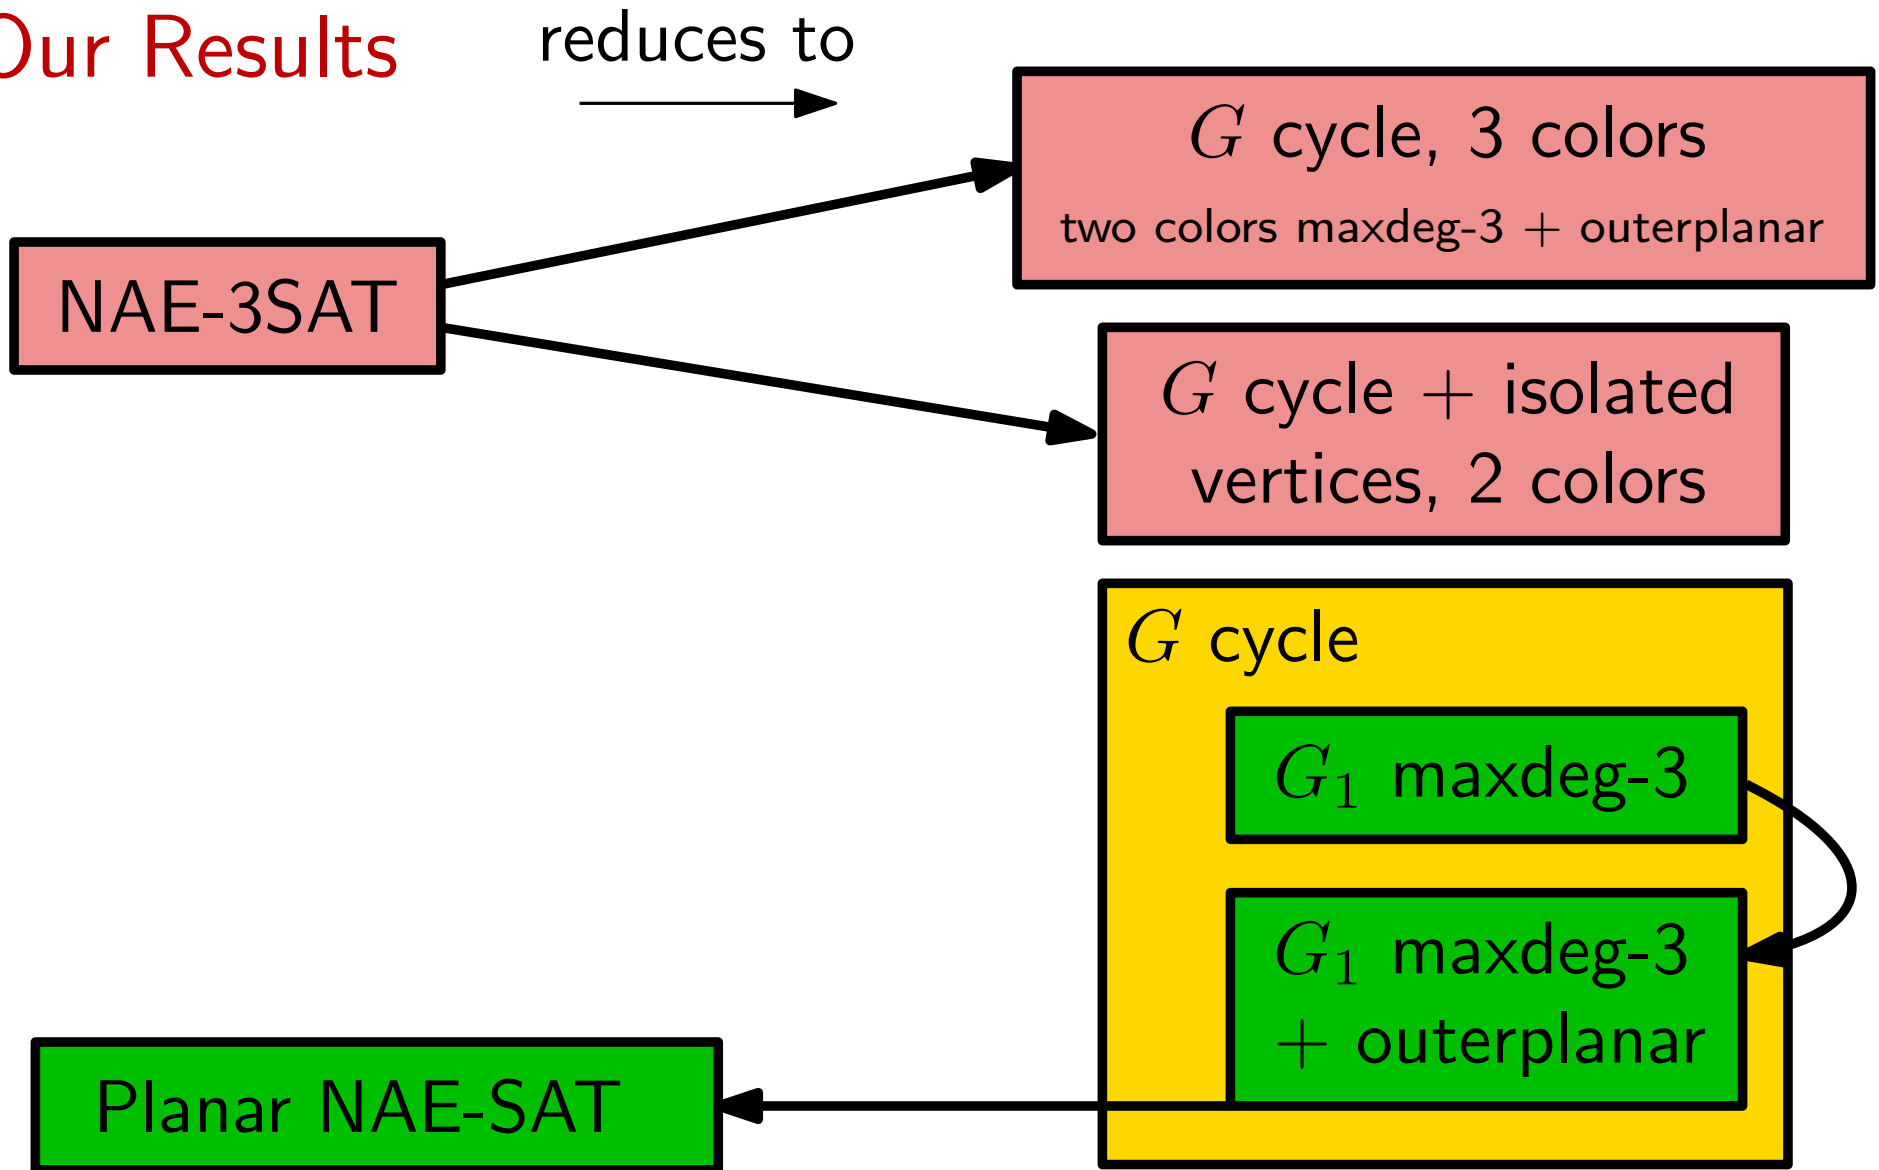 Our Results
reduces to
G cycle, 3 colors
two colors maxdeg-3 + outerplanar
NAE-3SAT
G cycle + isolated
vertices, 2 colors
G cycle
G₁ maxdeg-3
G₁ maxdeg-3
+ outerplanar
Planar NAE-SAT